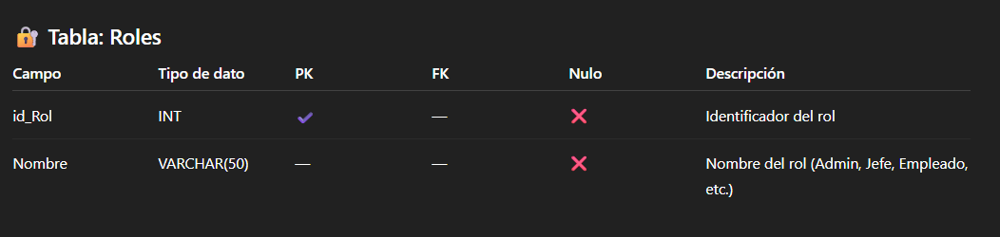 🔐 Tabla: Roles
Campo Tipo de dato PK FK Nulo Descripción
id_Rol INT ✔ — ❌ Identificador del rol
Nombre VARCHAR(50) — — ❌ Nombre del rol (Admin, Jefe, Empleado,
etc.)